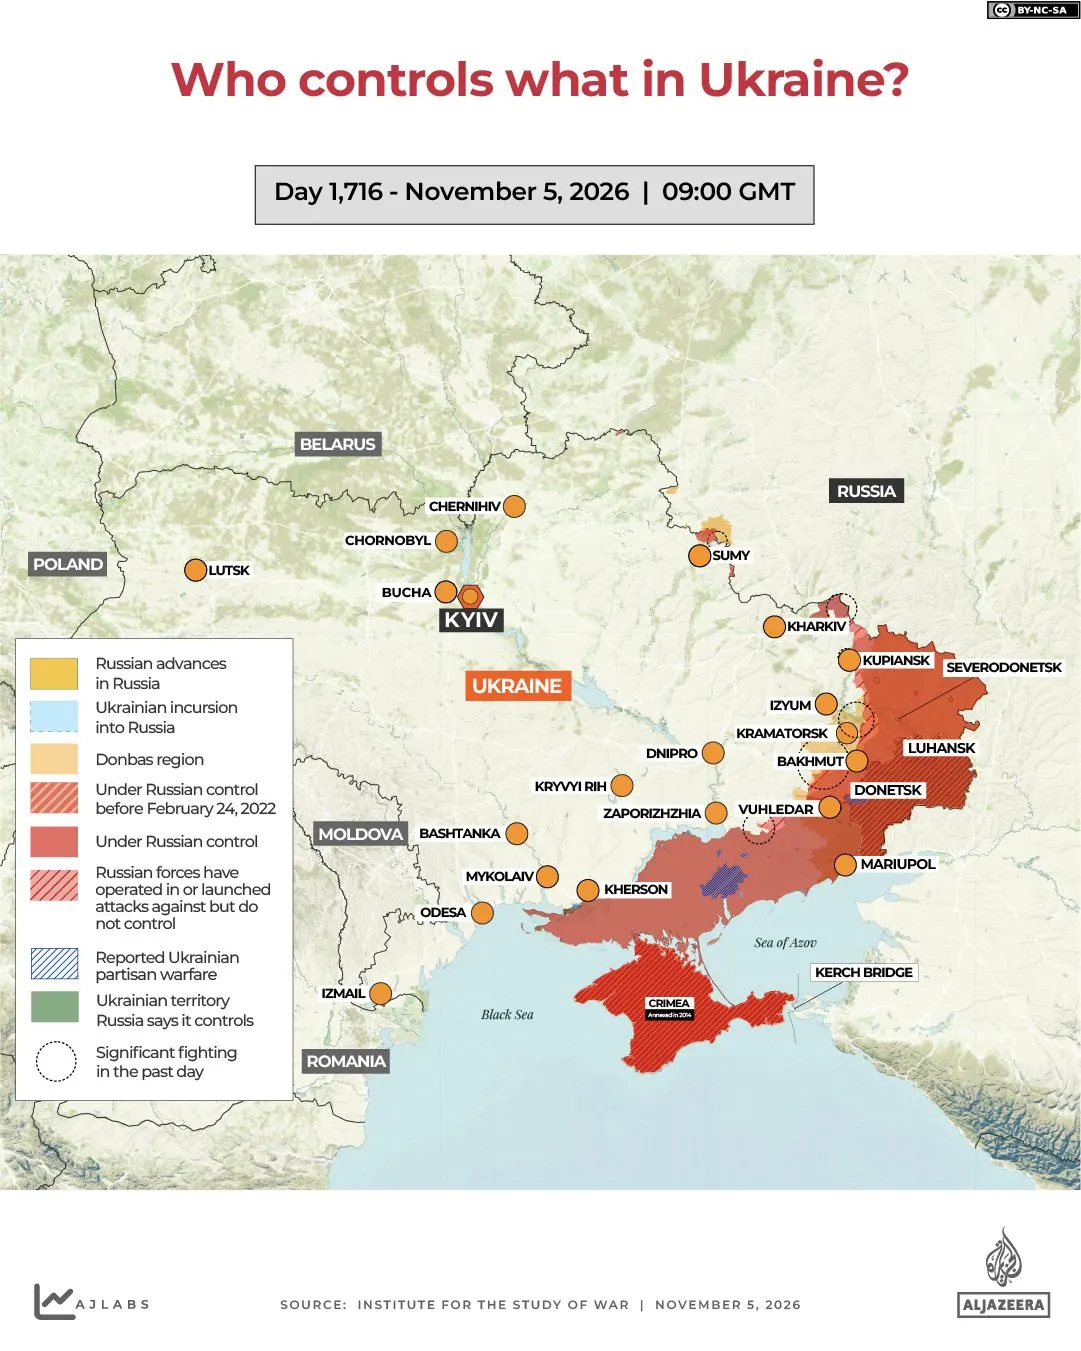 BY-NC-SA
Who controls what in Ukraine?
Day 1,716 - November 5, 2026 | 09:00 GMT
BELARUS
RUSSIA
CHERNIHIV
CHORNOBYL
SUMY
POLAND
LUTSK
BUCHA
KYIV
KHARKIV
KUPIANSK
SEVERODONETSK
UKRAINE
IZYUM
KRAMATORSK
LUHANSK
DNIPRO
BAKHMUT
KRYVYI RIH
DONETSK
ZAPORIZHZHIA
VUHLEDAR
MOLDOVA
BASHTANKA
MARIUPOL
MYKOLAIV
KHERSON
ODESA
Sea of Azov
KERCH BRIDGE
IZMAIL
CRIMEA
Annexed in 2014
Black Sea
ROMANIA
Russian advances
in Russia
Ukrainian incursion
into Russia
Donbas region
Under Russian control
before February 24, 2022
Under Russian control
Russian forces have
operated in or launched
attacks against but do
not control
Reported Ukrainian
partisan warfare
Ukrainian territory
Russia says it controls
Significant fighting
in the past day
AJLABS
SOURCE: INSTITUTE FOR THE STUDY OF WAR | NOVEMBER 5, 2026
ALJAZEERA